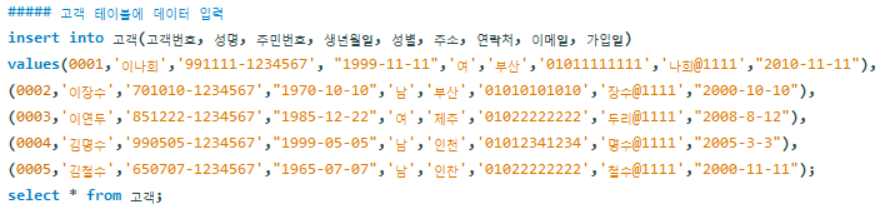 ##### 고객 테이블에 데이터 입력
insert into 고객(고객번호, 성명, 주민번호, 생년월일, 성별, 주소, 연락처, 이메일, 가입일)
values(0001,'이나희','991111-1234567', "1999-11-11",'여','부산','01011111111','나희@1111',"2010-11-11"),
(0002,'이장수','701010-1234567',"1970-10-10",'남','부산','01010101010','장수@1111',"2000-10-10"),
(0003,'이연두','851222-1234567',"1985-12-22",'여','제주','01022222222','두리@1111',"2008-8-12"),
(0004,'김명수','990505-1234567',"1999-05-05",'남','인천','01012341234','명수@1111',"2005-3-3"),
(0005,'김철수','650707-1234567',"1965-07-07",'남','인찬','01022222222','철수@1111',"2000-11-11");
select * from 고객;